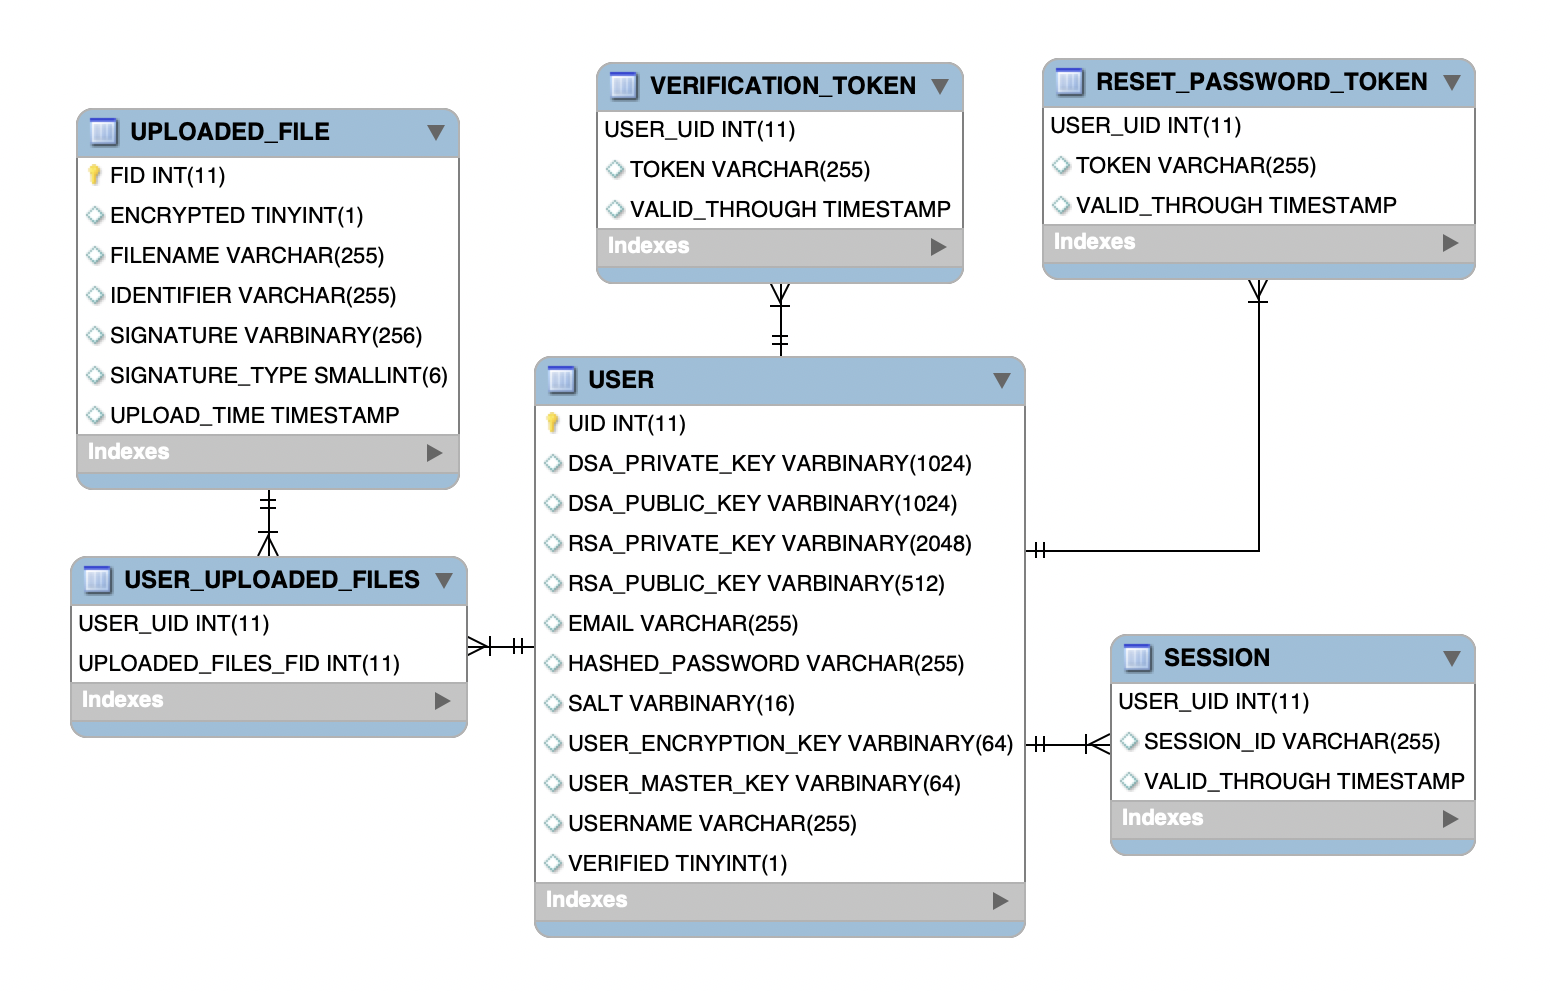 UPLOADED_FILE
FID INT(11)
ENCRYPTED TINYINT(1)
FILENAME VARCHAR(255)
IDENTIFIER VARCHAR(255)
SIGNATURE VARBINARY(256)
SIGNATURE_TYPE SMALLINT(6)
UPLOAD_TIME TIMESTAMP
Indexes
VERIFICATION_TOKEN
USER_UID INT(11)
TOKEN VARCHAR(255)
VALID_THROUGH TIMESTAMP
Indexes
RESET_PASSWORD_TOKEN
USER_UID INT(11)
TOKEN VARCHAR(255)
VALID_THROUGH TIMESTAMP
Indexes
USER_UPLOADED_FILES
USER_UID INT(11)
UPLOADED_FILES_FID INT(11)
Indexes
USER
UID INT(11)
DSA_PRIVATE_KEY VARBINARY(1024)
DSA_PUBLIC_KEY VARBINARY(1024)
RSA_PRIVATE_KEY VARBINARY(2048)
RSA_PUBLIC_KEY VARBINARY(512)
EMAIL VARCHAR(255)
HASHED_PASSWORD VARCHAR(255)
SALT VARBINARY(16)
USER_ENCRYPTION_KEY VARBINARY(64)
USER_MASTER_KEY VARBINARY(64)
USERNAME VARCHAR(255)
VERIFIED TINYINT(1)
Indexes
SESSION
USER_UID INT(11)
SESSION_ID VARCHAR(255)
VALID_THROUGH TIMESTAMP
Indexes